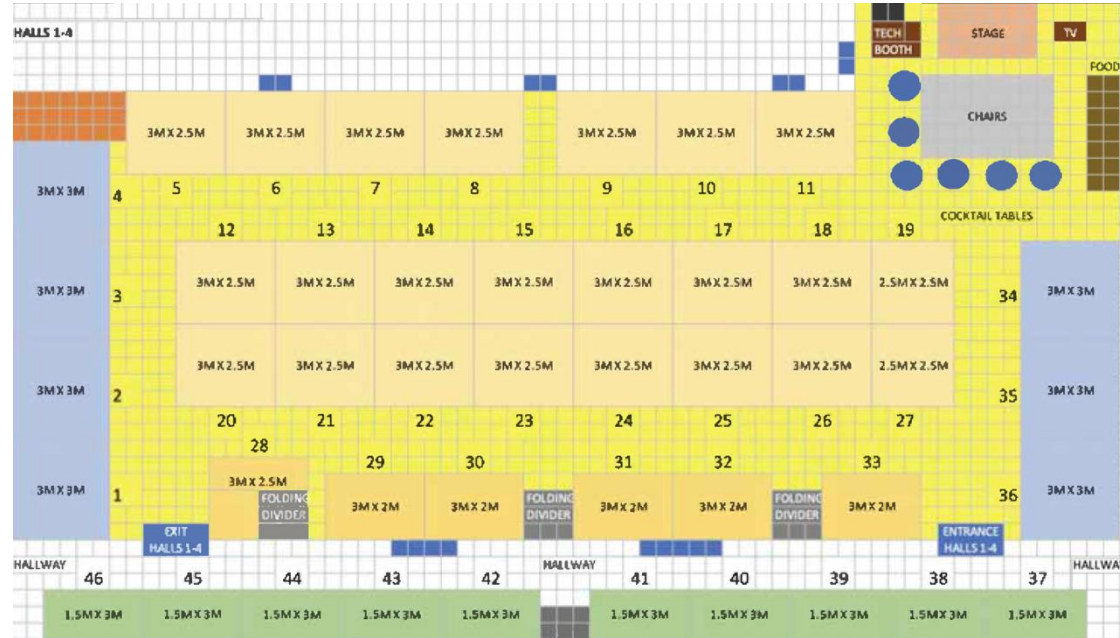 HALLS 1-4
TECH BOOTH
STAGE
TV
FOOD
CHAIRS
3M X 2.5M 3M X 2.5M 3M X 2.5M 3M X 2.5M 3M X 2.5M 3M X 2.5M 3M X 2.5M
3M X 3M 4 5 6 7 8 9 10 11
COCKTAIL TABLES
12 13 14 15 16 17 18 19
3M X 3M 3 3M X 2.5M 3M X 2.5M 3M X 2.5M 3M X 2.5M 3M X 2.5M 3M X 2.5M 3M X 2.5M 2.5M X 2.5M 34 3M X 3M
3M X 3M 2 3M X 2.5M 3M X 2.5M 3M X 2.5M 3M X 2.5M 3M X 2.5M 3M X 2.5M 3M X 2.5M 2.5M X 2.5M 35 3M X 3M
20 21 22 23 24 25 26 27
28 29 30 31 32 33
3M X 2.5M
3M X 3M 1 36 3M X 3M
FOLDING DIVIDER
3M X 2M 3M X 2M
FOLDING DIVIDER
3M X 2M 3M X 2M
FOLDING DIVIDER
3M X 2M
EXIT
HALLS 1-4
ENTRANCE
HALLS 1-4
HALLWAY HALLWAY HALLWA
46 45 44 43 42 41 40 39 38 37
1.5M X 3M 1.5M X 3M 1.5M X 3M 1.5M X 3M 1.5M X 3M 1.5M X 3M 1.5M X 3M 1.5M X 3M 1.5M X 3M 1.5M X 3M